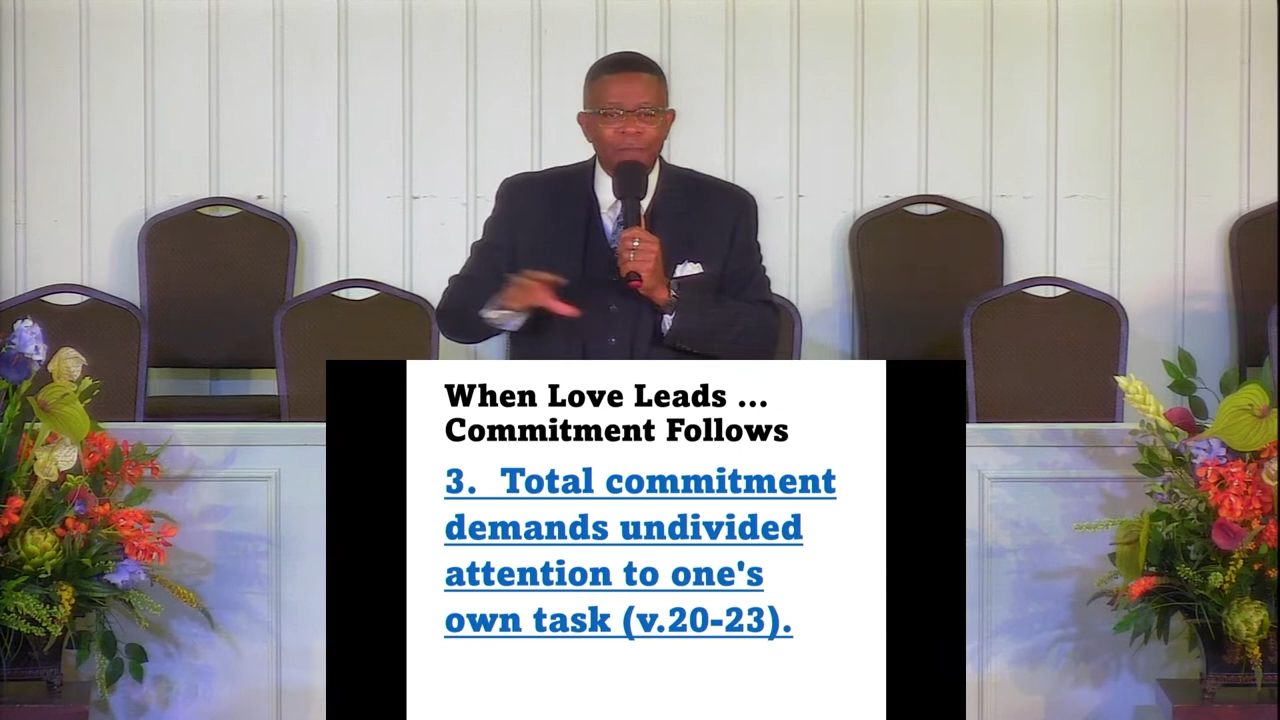 When Love Leads ...
Commitment Follows
3. Total commitment
demands undivided
attention to one's
own task (v.20-23).